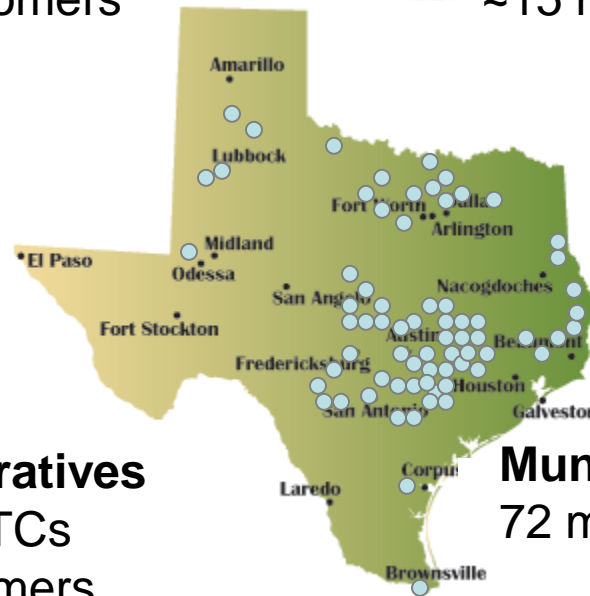 omers
≈15
Amarillo
Lubbock
Fort Worth
Arlington
Midland
El Paso
Odessa
Nacogdoches
San Angelo
Fort Stockton
Austin
Fredericksburg
Houston
San Antonio
Galveston
ratives
Corpus
Mun
Laredo
TCs
72 m
Brownsville
mers